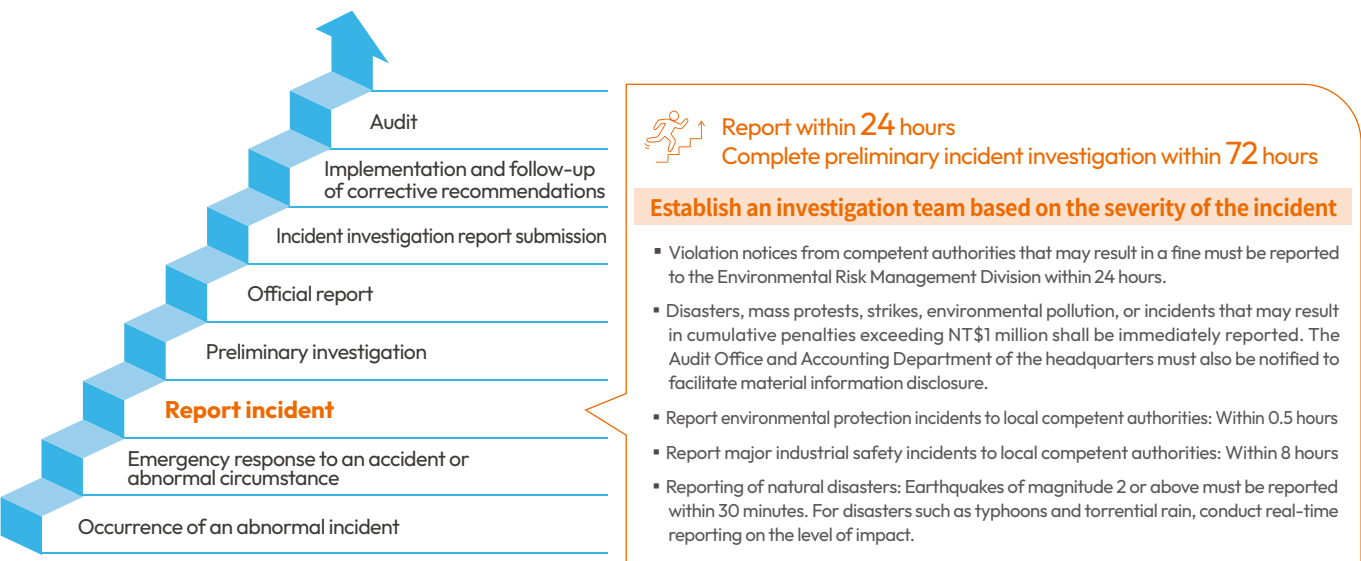 Audit
Implementation and follow-up
of corrective recommendations
Incident investigation report submission
Official report
Preliminary investigation
Report incident
Emergency response to an accident or
abnormal circumstance
Occurrence of an abnormal incident
Report within 24 hours
Complete preliminary incident investigation within 72 hours
Establish an investigation team based on the severity of the incident
▪ Violation notices from competent authorities that may result in a fine must be reported
to the Environmental Risk Management Division within 24 hours.
▪ Disasters, mass protests, strikes, environmental pollution, or incidents that may result
in cumulative penalties exceeding NT$1 million shall be immediately reported. The
Audit Office and Accounting Department of the headquarters must also be notified to
facilitate material information disclosure.
▪ Report environmental protection incidents to local competent authorities: Within 0.5 hours
▪ Report major industrial safety incidents to local competent authorities: Within 8 hours
▪ Reporting of natural disasters: Earthquakes of magnitude 2 or above must be reported
within 30 minutes. For disasters such as typhoons and torrential rain, conduct real-time
reporting on the level of impact.